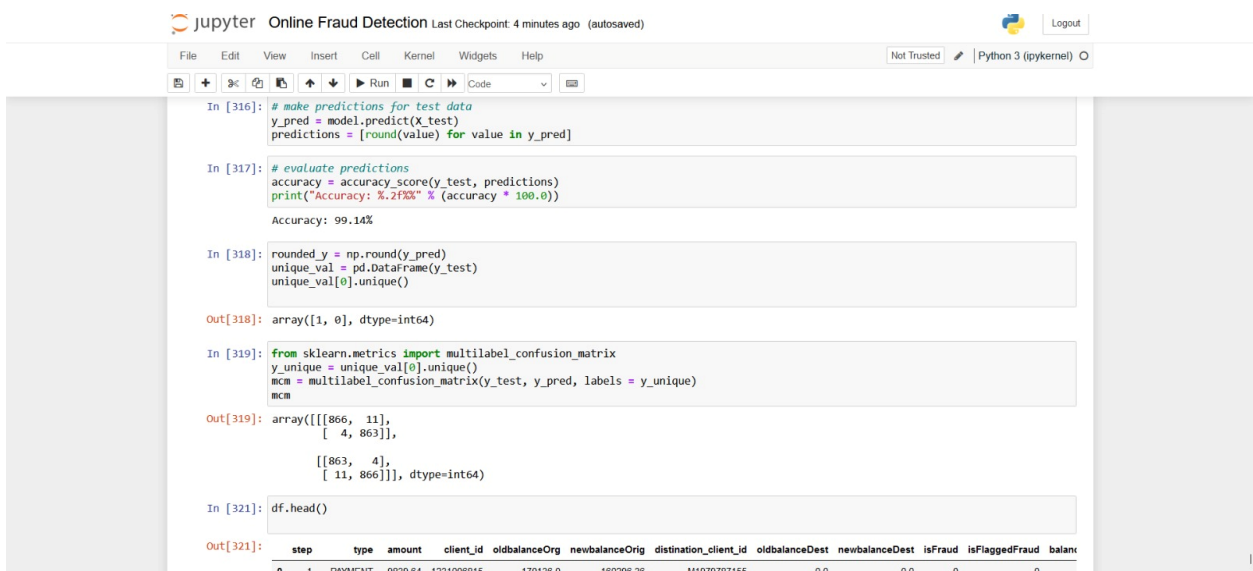 jupyter Online Fraud Detection Last Checkpoint: 4 minutes ago (autosaved)
Logout
File Edit View Insert Cell Kernel Widgets Help
Not Trusted Python 3 (ipykernel)
Run Code
In [316]: # make predictions for test data
y_pred = model.predict(X_test)
predictions = [round(value) for value in y_pred]
In [317]: # evaluate predictions
accuracy = accuracy_score(y_test, predictions)
print("Accuracy: %.2f%%" % (accuracy * 100.0))
Accuracy: 99.14%
In [318]: rounded_y = np.round(y_pred)
unique_val = pd.DataFrame(y_test)
unique_val[0].unique()
Out[318]: array([1, 0], dtype=int64)
In [319]: from sklearn.metrics import multilabel_confusion_matrix
y_unique = unique_val[0].unique()
mcm = multilabel_confusion_matrix(y_test, y_pred, labels = y_unique)
mcm
Out[319]: array([[[866, 11],
[ 4, 863]],
[[863, 4],
[ 11, 866]]], dtype=int64)
In [321]: df.head()
Out[321]:
step type amount client_id oldbalanceOrg newbalanceOrig distination_client_id oldbalanceDest newbalanceDest isFraud isFlaggedFraud balanc